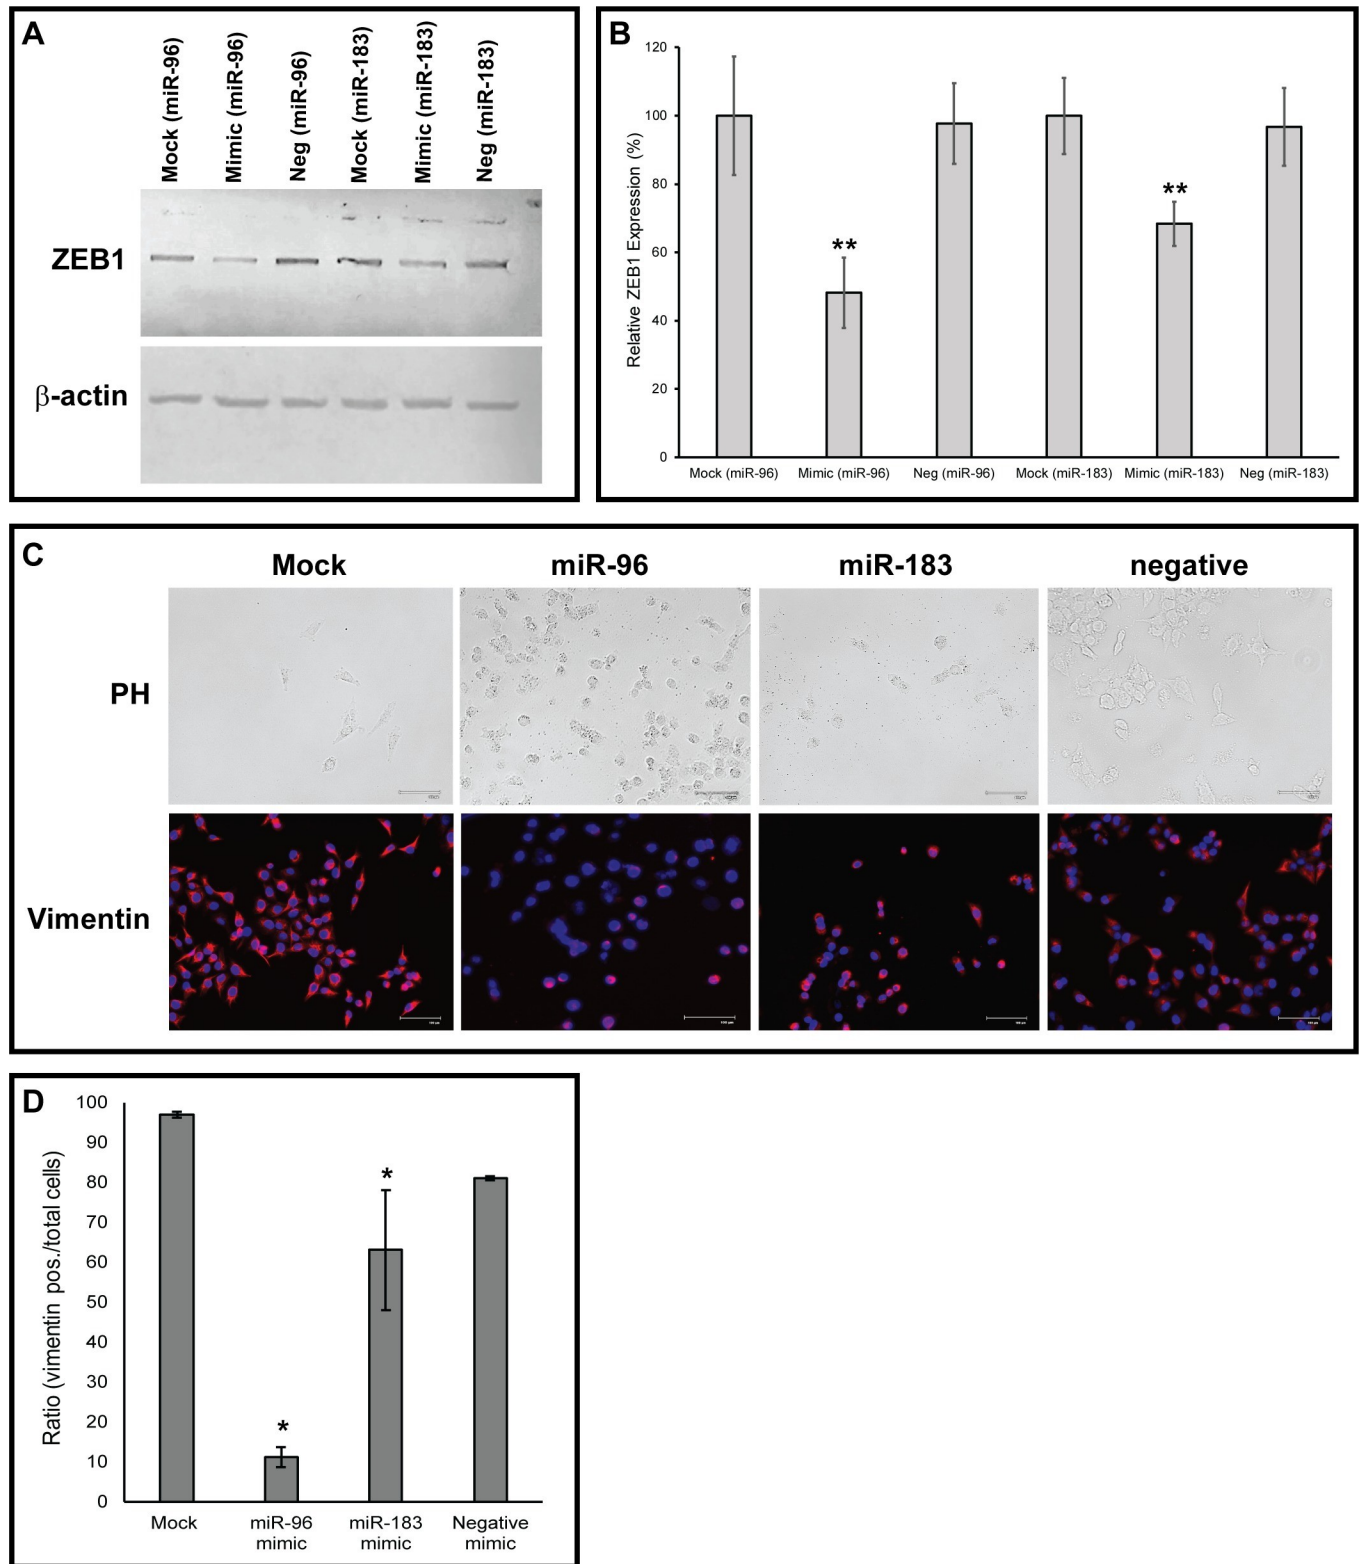 A
Mock (miR-96)
Mimic (miR-96)
Neg (miR-96)
Mock (miR-183)
Mimic (miR-183)
Neg (miR-183)
ZEB1
β-actin
B
Relative ZEB1 Expression (%)
120
100
80
60
40
20
0
**
**
Mock (miR-96)
Mimic (miR-96)
Neg (miR-96)
Mock (miR-183)
Mimic (miR-183)
Neg (miR-183)
C
Mock
miR-96
miR-183
negative
PH
Vimentin
D
Ratio (vimentin pos./total cells)
100
90
80
70
60
50
40
30
20
10
0
*
*
Mock
miR-96
mimic
miR-183
mimic
Negative
mimic